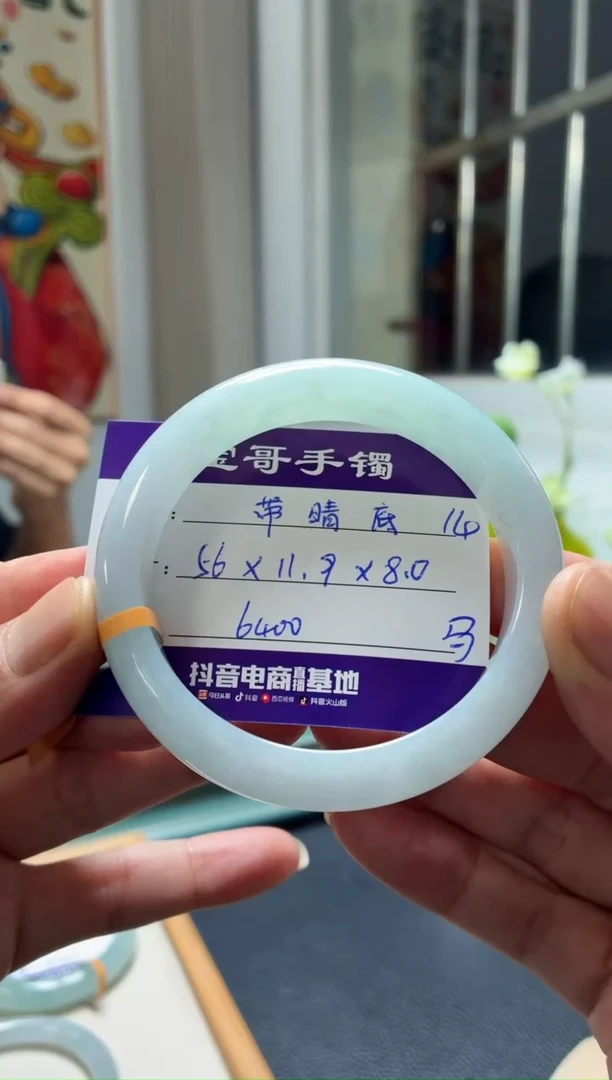 哥手镯
: 带晴底 14
: 56 × 11.9 × 8.0
6400 马
抖音电商直播基地
今日头条 抖音 西瓜视频 抖音火山版